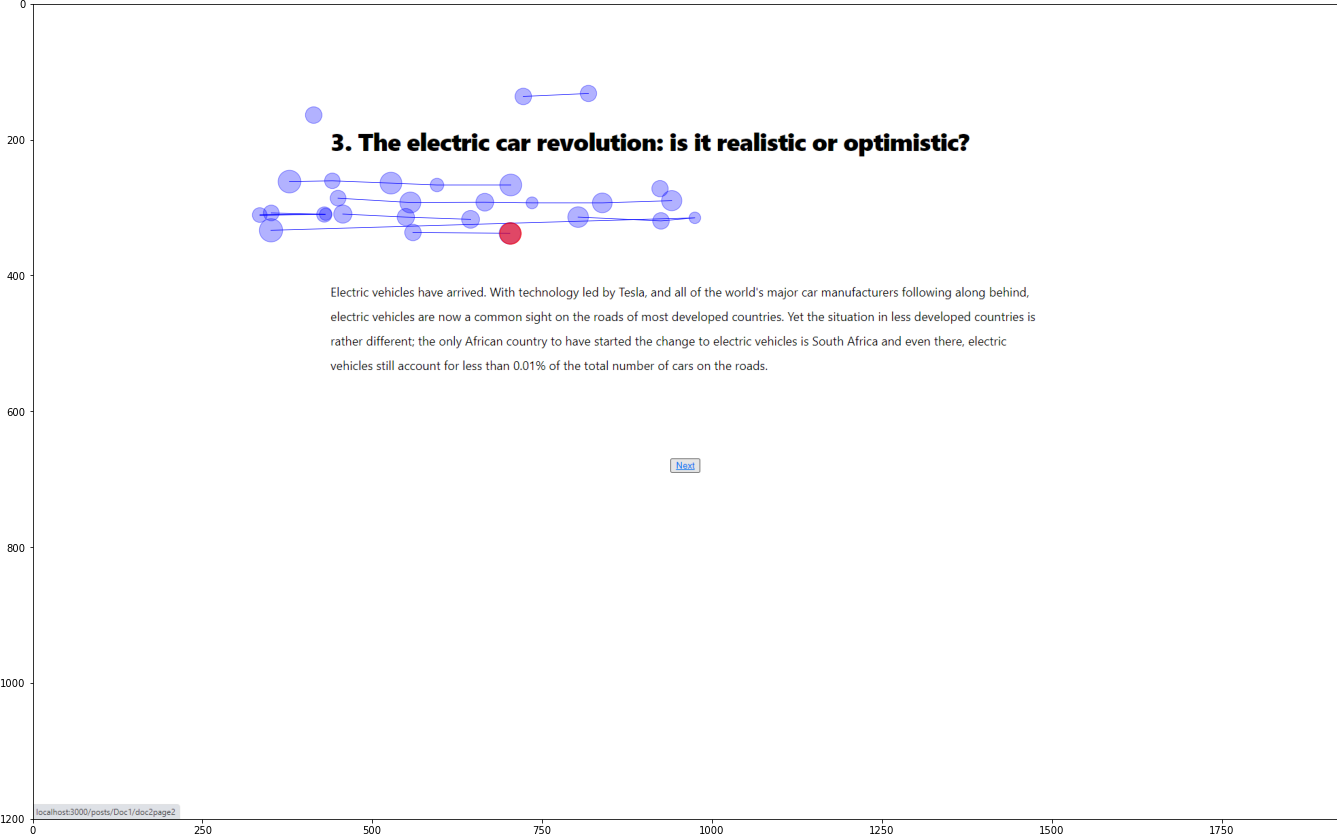 0
200
3. The electric car revolution: is it realistic or optimistic?
400
Electric vehicles have arrived. With technology led by Tesla, and all of the world's major car manufacturers following along behind,
electric vehicles are now a common sight on the roads of most developed countries. Yet the situation in less developed countries is
rather different; the only African country to have started the change to electric vehicles is South Africa and even there, electric
vehicles still account for less than 0.01% of the total number of cars on the roads.
600
Next
800
1000
localhost:3000/posts/Doc1/doc2page2
1200
0 250 500 750 1000 1250 1500 1750